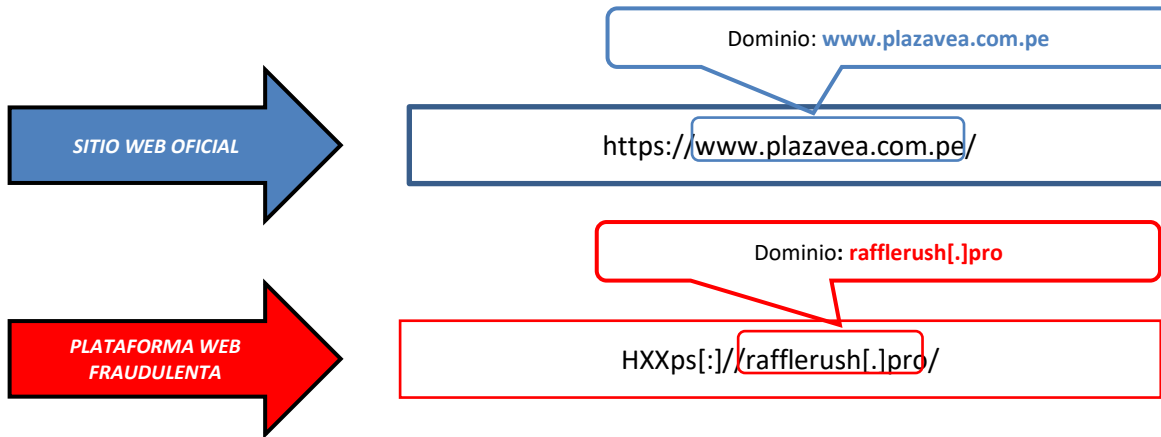 Dominio: www.plazavea.com.pe
SITIO WEB OFICIAL
https://www.plazavea.com.pe/
Dominio: rafflerush[.]pro
PLATAFORMA WEB
FRAUDULENTA
HXXps[:]//rafflerush[.]pro/